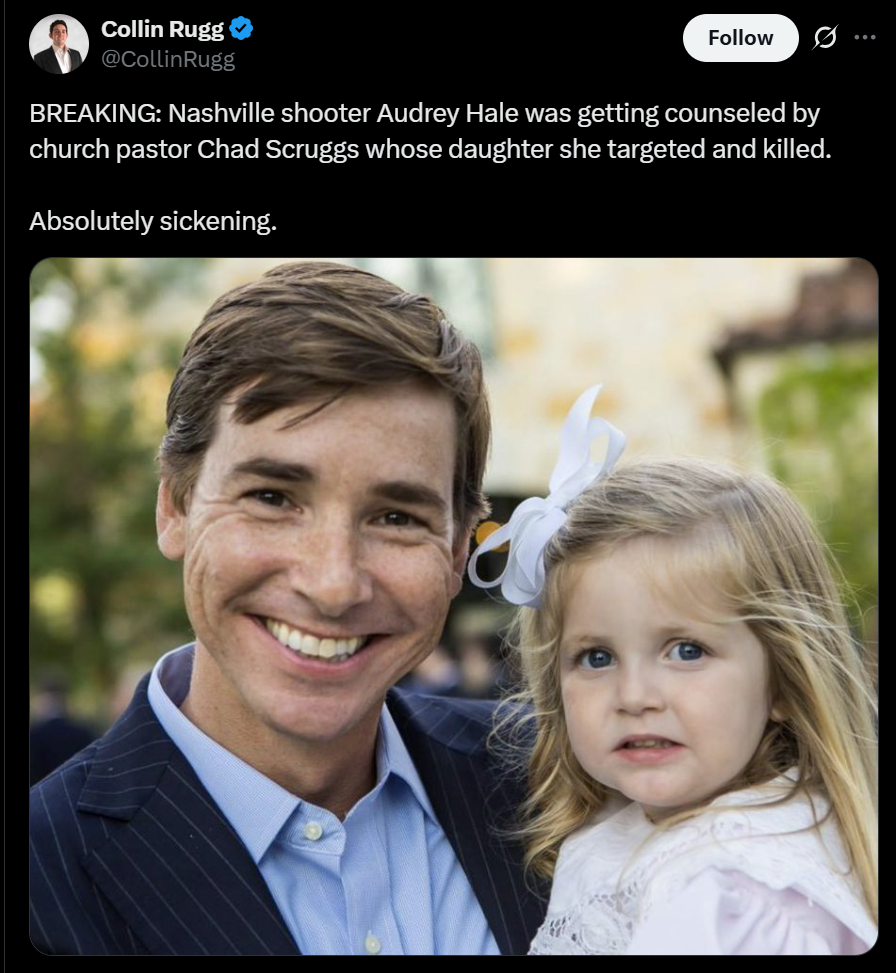 Collin Rugg
@CollinRugg
Follow
BREAKING: Nashville shooter Audrey Hale was getting counseled by
church pastor Chad Scruggs whose daughter she targeted and killed.
Absolutely sickening.